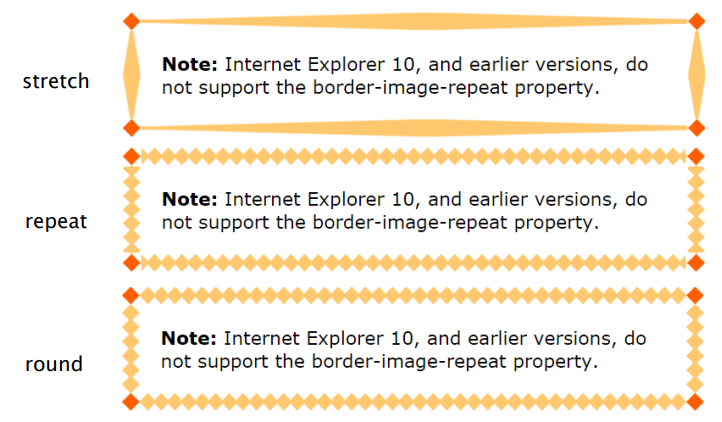 stretch
Note: Internet Explorer 10, and earlier versions, do
not support the border-image-repeat property.
repeat
Note: Internet Explorer 10, and earlier versions, do
not support the border-image-repeat property.
round
Note: Internet Explorer 10, and earlier versions, do
not support the border-image-repeat property.